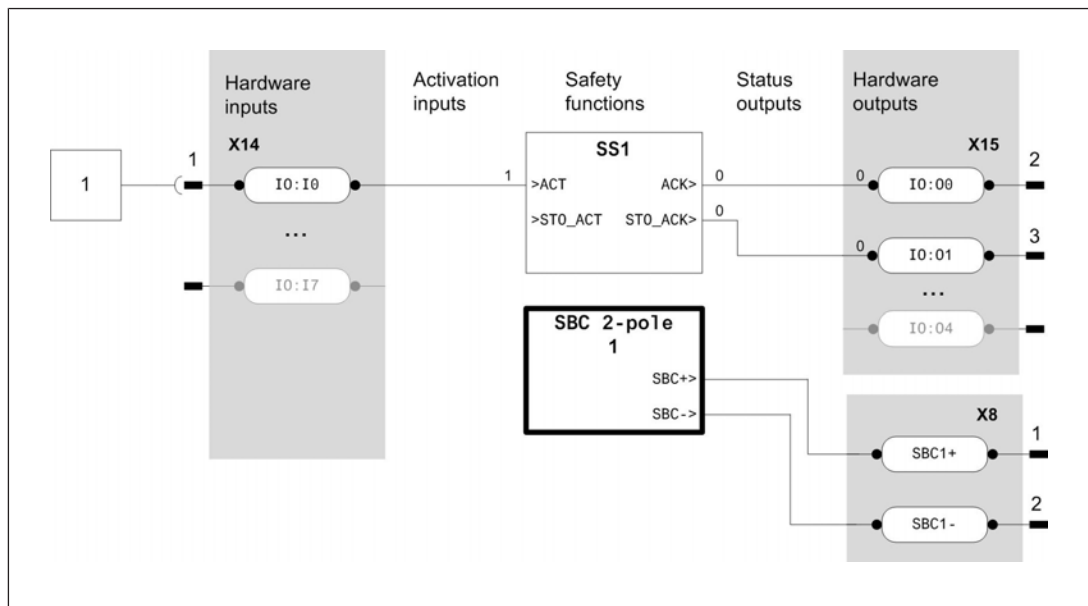 Hardware inputs
Activation inputs
Safety functions
Status outputs
Hardware outputs
X14
SS1
X15
1
1
IO:I0
1
>ACT
ACK>
0
0
IO:O0
2
>STO_ACT
STO_ACK>
0
0
IO:O1
3
...
IO:I7
...
IO:O4
SBC 2-pole
1
SBC+>
SBC->
X8
SBC1+
1
SBC1-
2